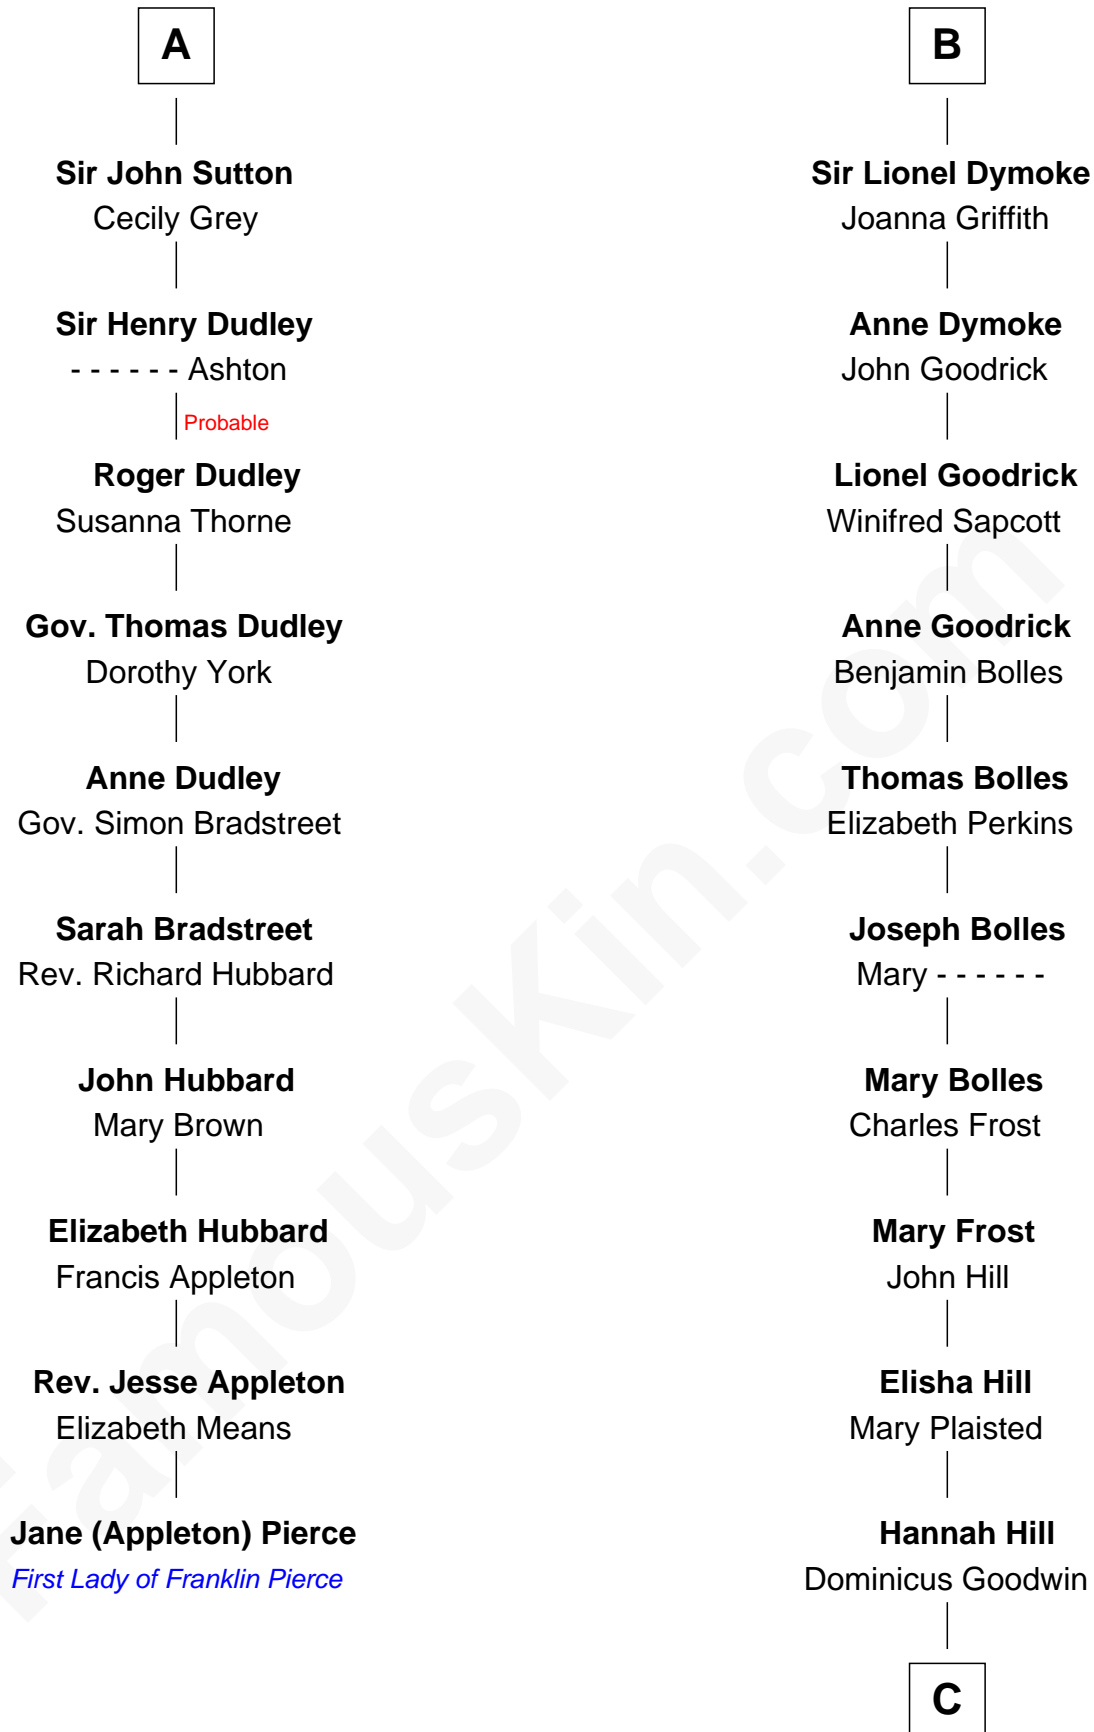 A
Sir John Sutton
Cecily Grey
Sir Henry Dudley
- - - - - - Ashton
Probable
Roger Dudley
Susanna Thorne
Gov. Thomas Dudley
Dorothy York
Anne Dudley
Gov. Simon Bradstreet
Sarah Bradstreet
Rev. Richard Hubbard
John Hubbard
Mary Brown
Elizabeth Hubbard
Francis Appleton
Rev. Jesse Appleton
Elizabeth Means
Jane (Appleton) Pierce
First Lady of Franklin Pierce
B
Sir Lionel Dymoke
Joanna Griffith
Anne Dymoke
John Goodrick
Lionel Goodrick
Winifred Sapcott
Anne Goodrick
Benjamin Bolles
Thomas Bolles
Elizabeth Perkins
Joseph Bolles
Mary - - - - - -
Mary Bolles
Charles Frost
Mary Frost
John Hill
Elisha Hill
Mary Plaisted
Hannah Hill
Dominicus Goodwin
C
FamousKin.com